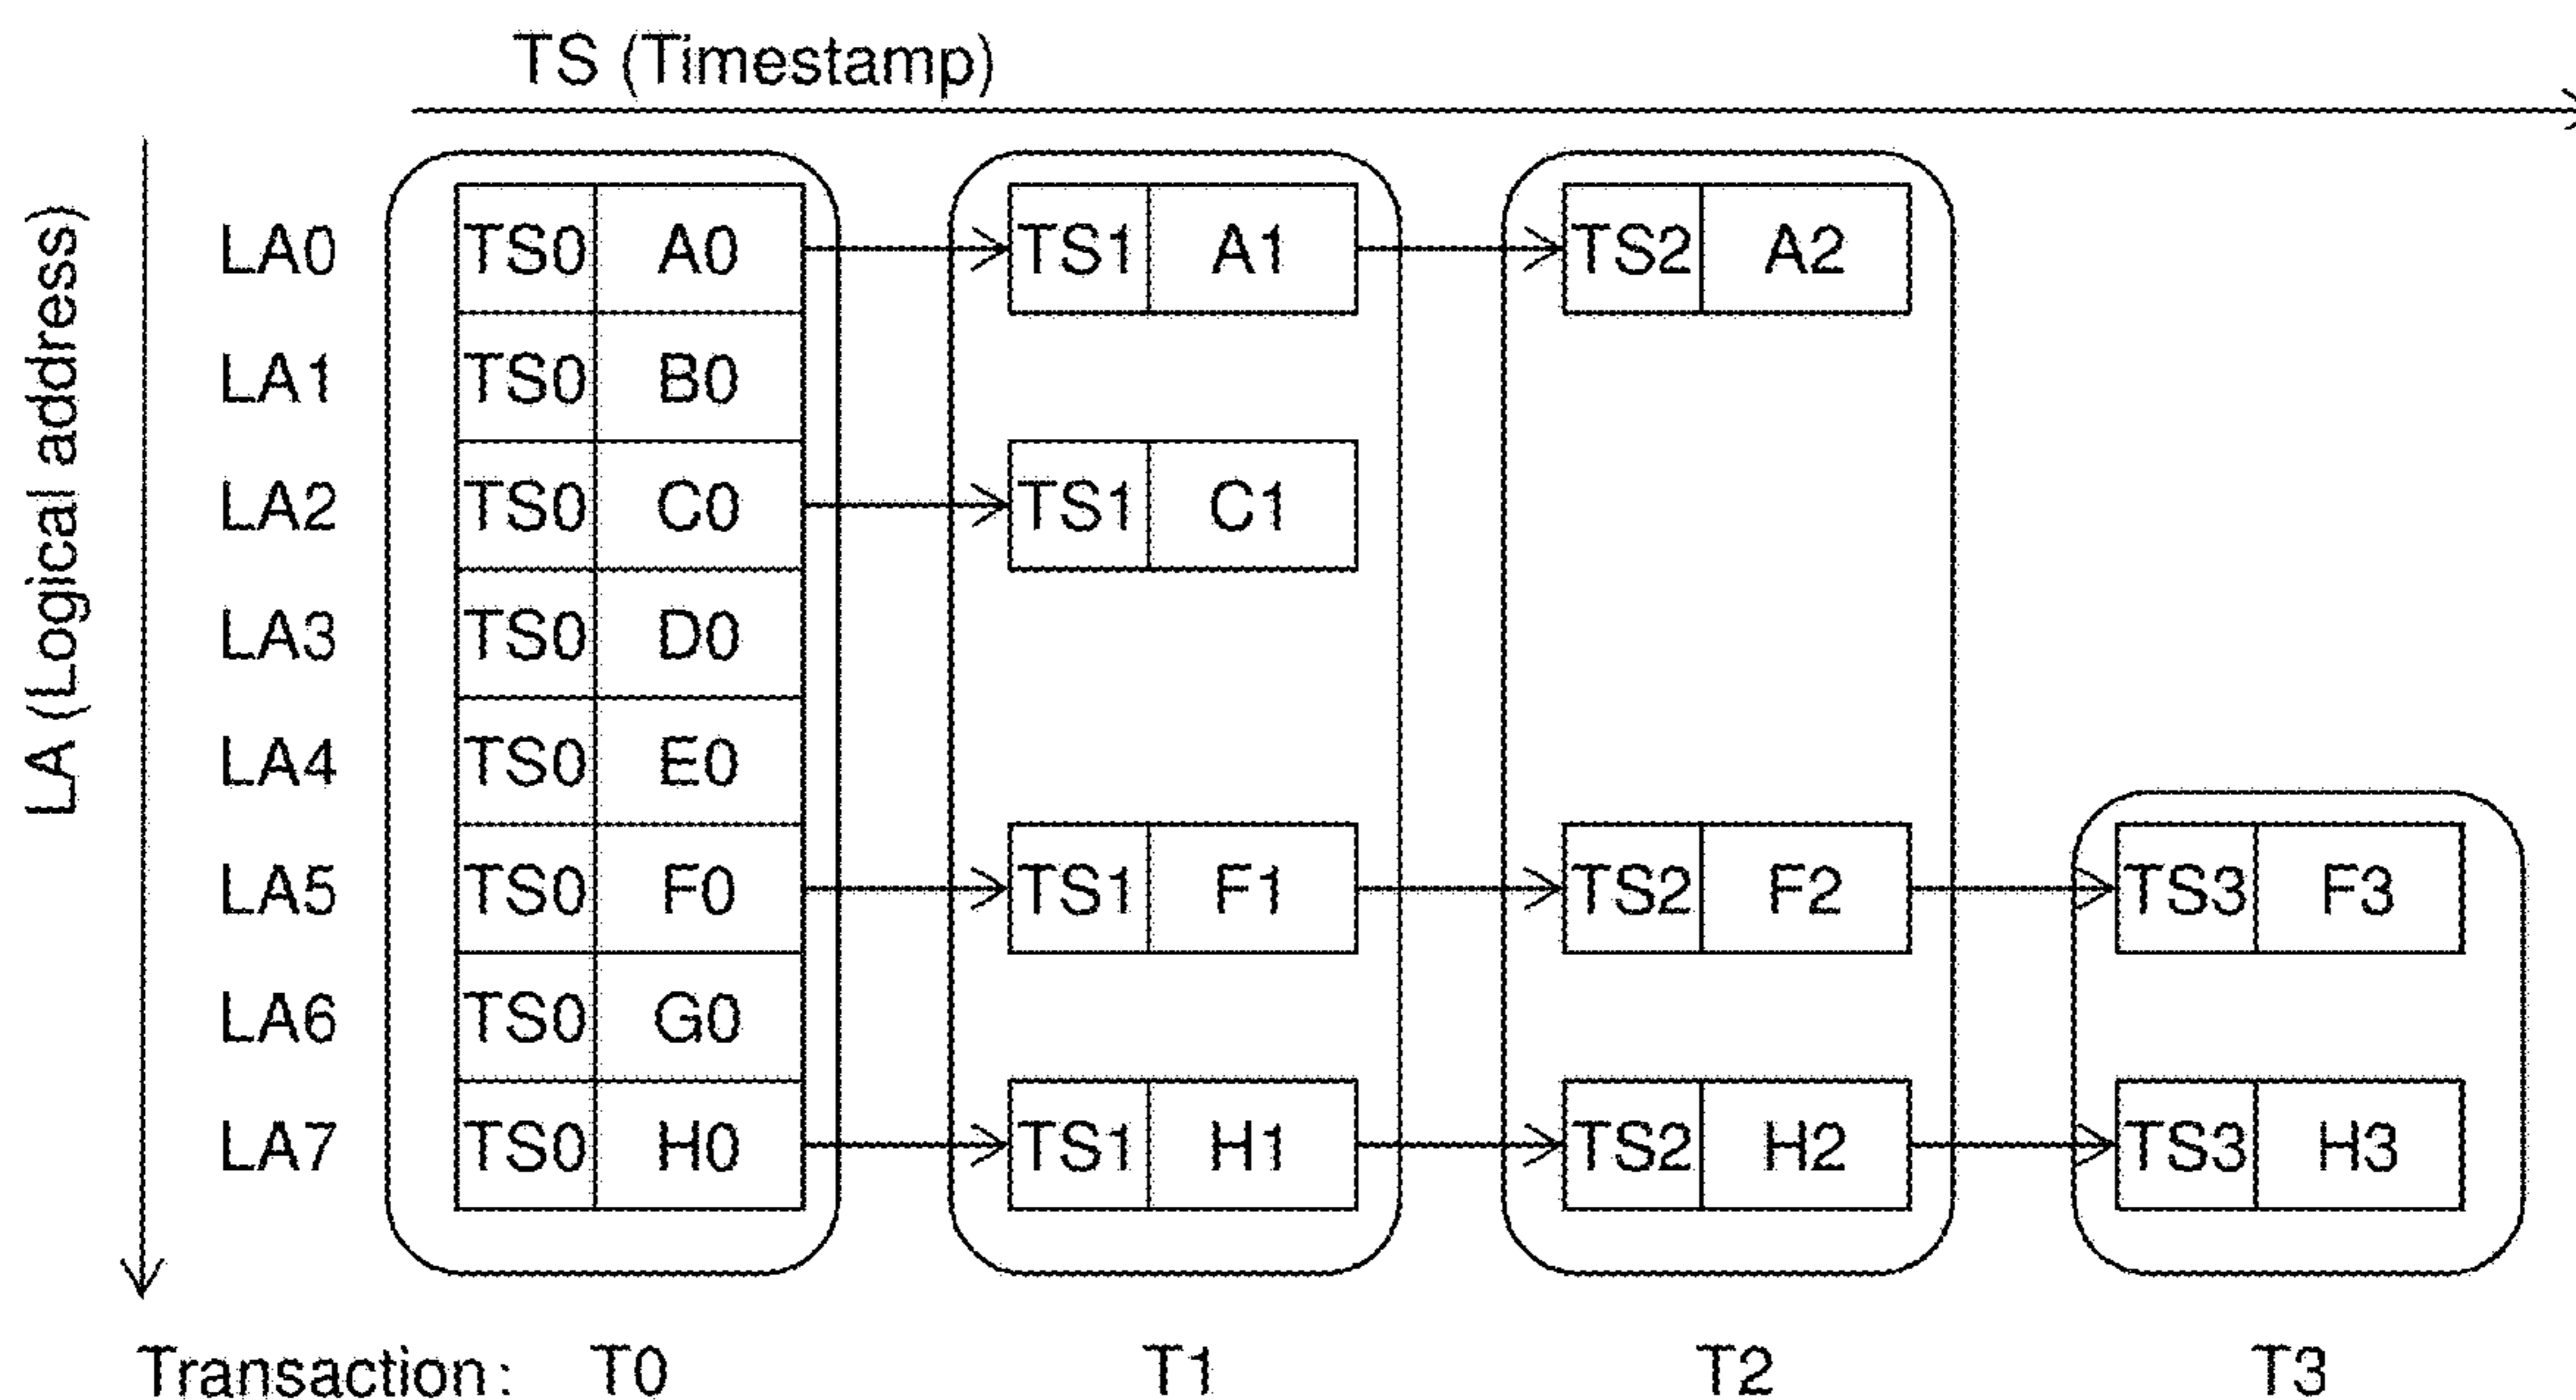 TS (Timestamp)
LA (Logical address)
LA0 TS0 A0 TS1 A1 TS2 A2
LA1 TS0 B0
LA2 TS0 C0 TS1 C1
LA3 TS0 D0
LA4 TS0 E0
LA5 TS0 F0 TS1 F1 TS2 F2 TS3 F3
LA6 TS0 G0
LA7 TS0 H0 TS1 H1 TS2 H2 TS3 H3
Transaction: T0 T1 T2 T3